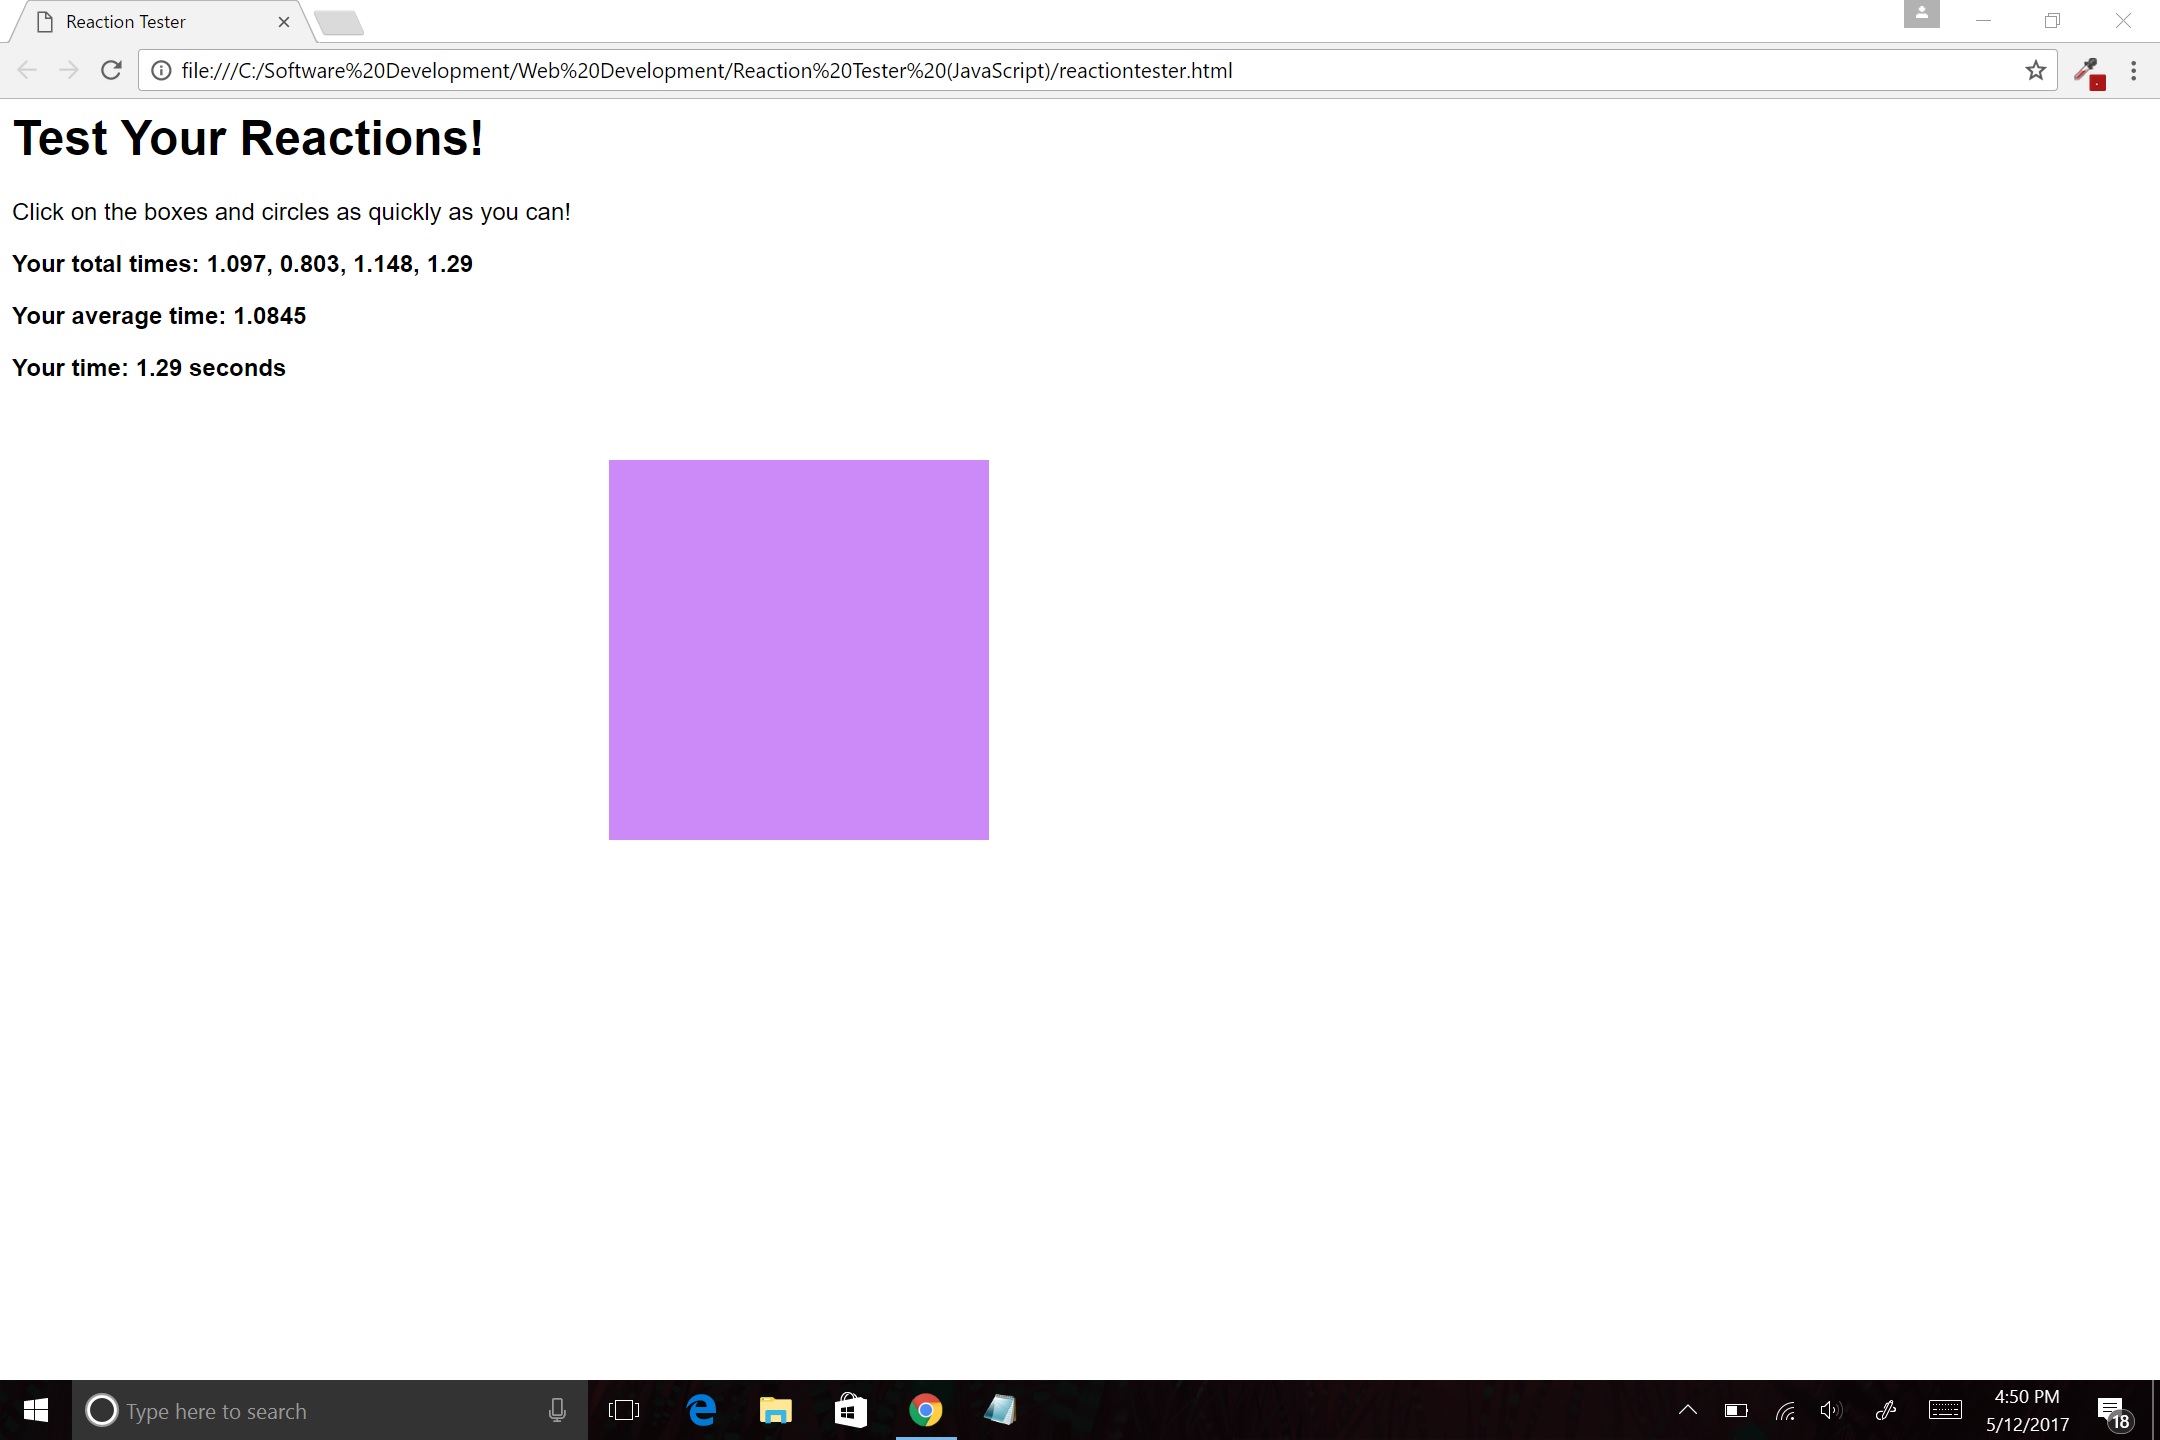 Reaction Tester
file:///C:/Software%20Development/Web%20Development/Reaction%20Tester%20(JavaScript)/reactiontester.html
Test Your Reactions!
Click on the boxes and circles as quickly as you can!
Your total times: 1.097, 0.803, 1.148, 1.29
Your average time: 1.0845
Your time: 1.29 seconds
Type here to search
4:50 PM
5/12/2017
18